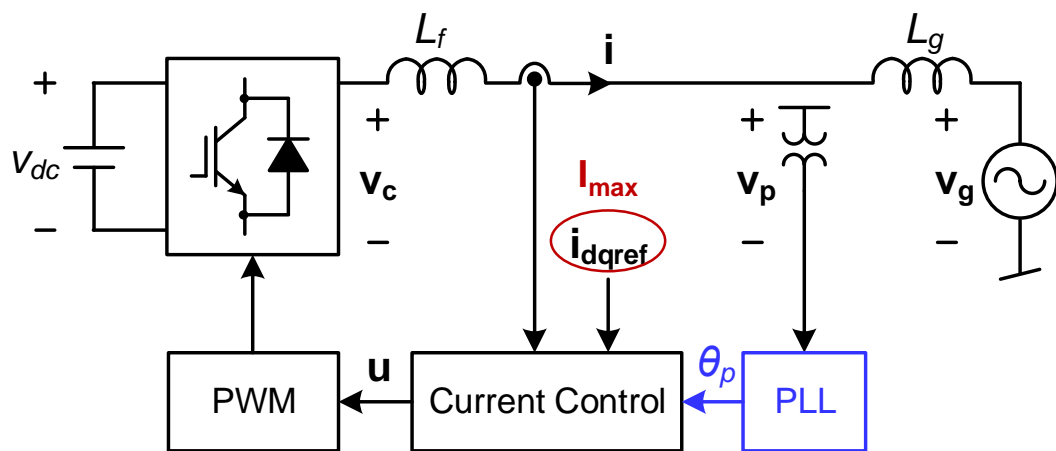 L_f
i
L_g
+
v_dc
−
+
v_c
−
I_max
i_dqref
+
v_p
−
+
v_g
−
PWM
u
Current Control
θ_p
PLL